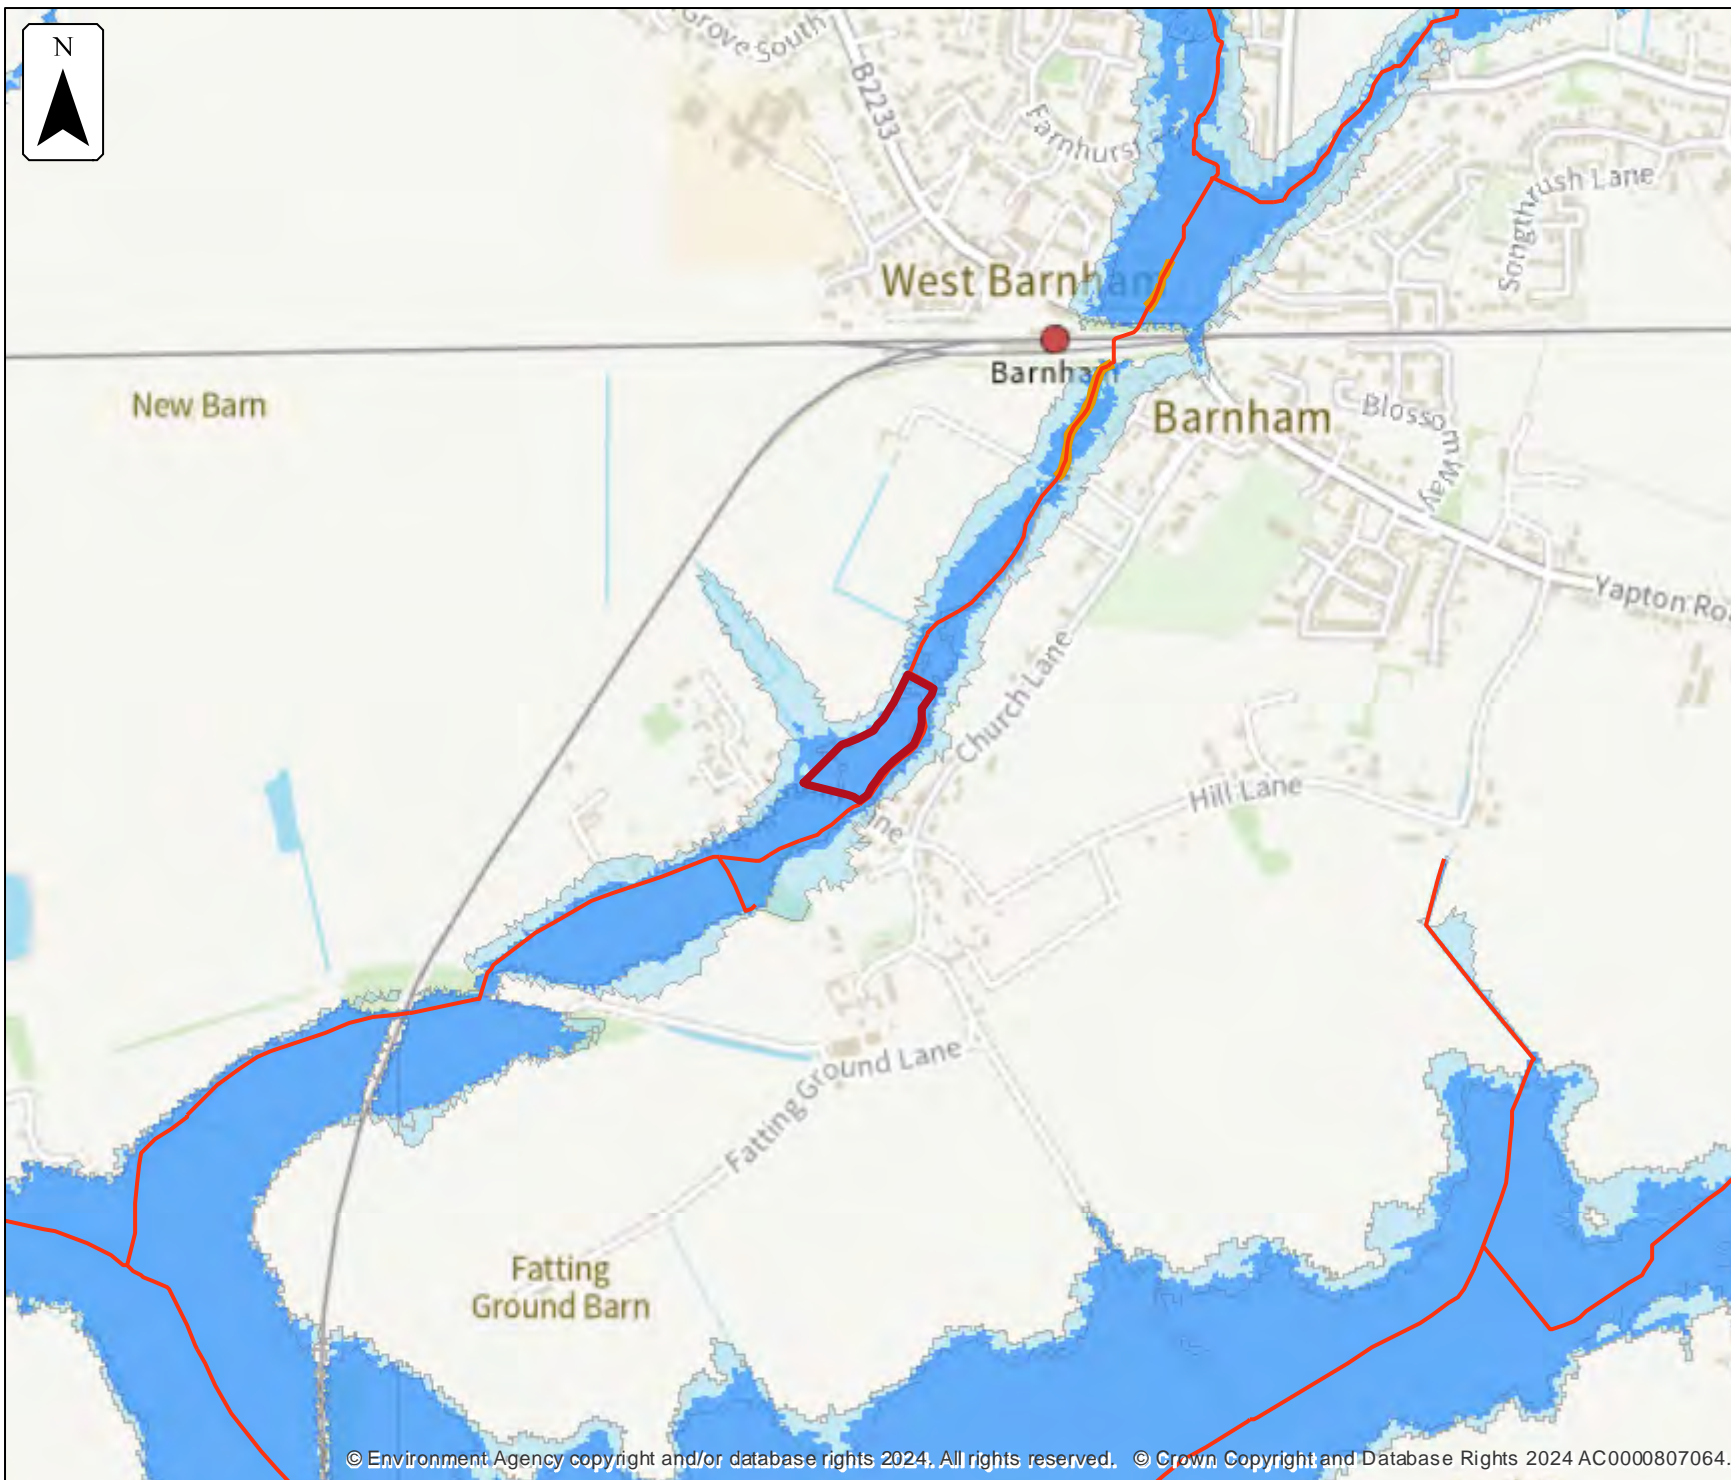 N
Grove South
B2233
Farnhurst
Songthrush Lane
West Barnham
Barnham
New Barn
Barnham
Blossom Way
Yapton Ro
Church Lane
Hill Lane
ane
Fatting Ground Lane
Fatting
Ground Barn
© Environment Agency copyright and/or database rights 2024. All rights reserved. © Crown Copyright and Database Rights 2024 AC0000807064.